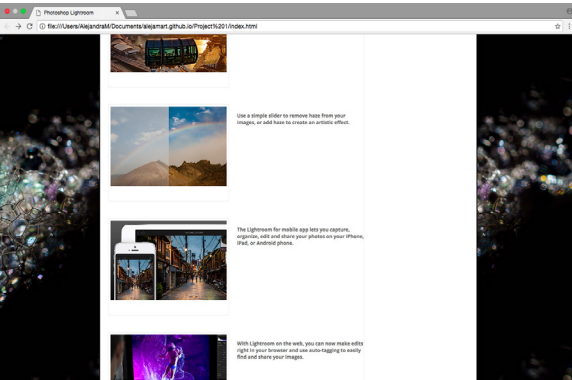 Photoshop Lightroom
file:///Users/AlejandraM/Documents/alejamart.github.io/Project%201/index.html
Use a simple slider to remove haze from your
images, or add haze to create an artistic effect.
The Lightroom for mobile app lets you capture,
organize, edit and share your photos on your iPhone,
iPad, or Android phone.
With Lightroom on the web, you can now make edits
right in your browser and use auto-tagging to easily
find and share your images.